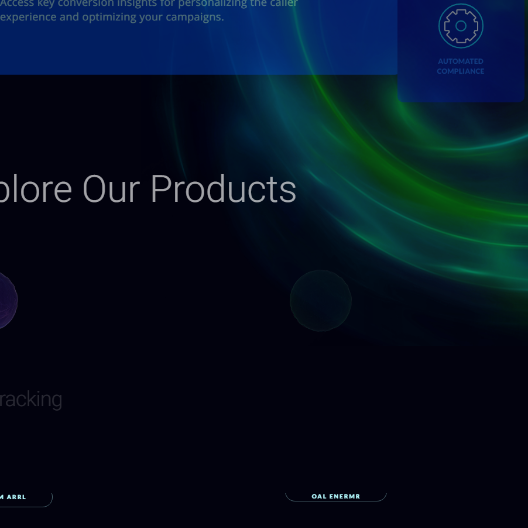 Access key conversion insights for personalizing the caller
experience and optimizing your campaigns.
AUTOMATED
COMPLIANCE
plore Our Products
racking
M ARRL
OAL ENERMR